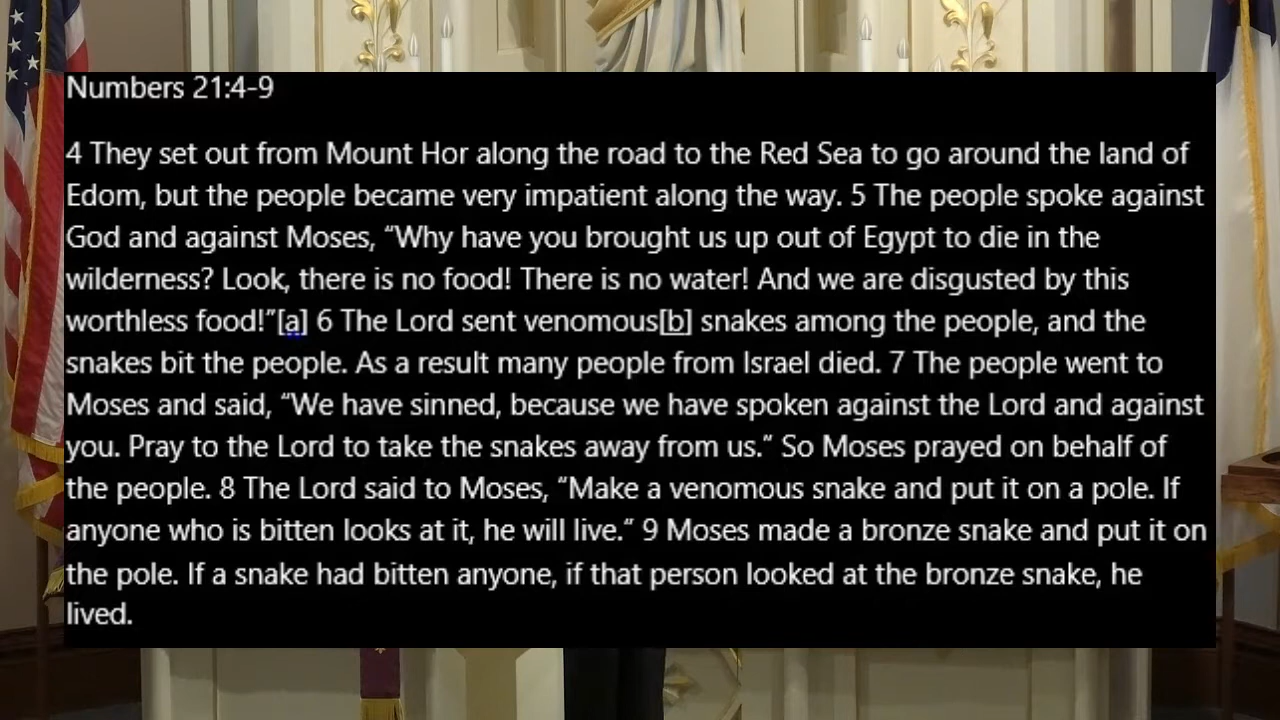 Numbers 21:4-9
4 They set out from Mount Hor along the road to the Red Sea to go around the land of
Edom, but the people became very impatient along the way. 5 The people spoke against
God and against Moses, “Why have you brought us up out of Egypt to die in the
wilderness? Look, there is no food! There is no water! And we are disgusted by this
worthless food!”[a] 6 The Lord sent venomous[b] snakes among the people, and the
snakes bit the people. As a result many people from Israel died. 7 The people went to
Moses and said, “We have sinned, because we have spoken against the Lord and against
you. Pray to the Lord to take the snakes away from us.” So Moses prayed on behalf of
the people. 8 The Lord said to Moses, “Make a venomous snake and put it on a pole. If
anyone who is bitten looks at it, he will live.” 9 Moses made a bronze snake and put it on
the pole. If a snake had bitten anyone, if that person looked at the bronze snake, he
lived.